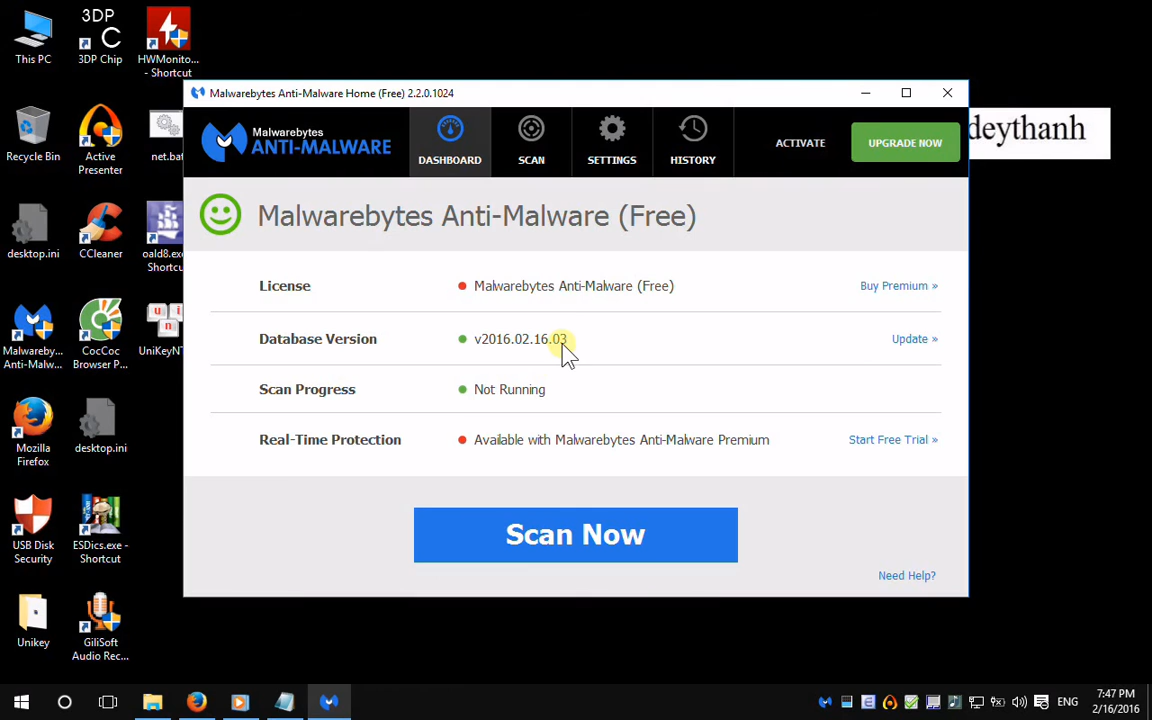 This PC
3DP
C
3DP Chip
HWMonito...
- Shortcut
Recycle Bin
Active
Presenter
net.bat
desktop.ini
CCleaner
oald8.exe
Shortcu
Malwareby...
Anti-Malw...
CocCoc
Browser P...
u i
n
UniKeyNT
Mozilla
Firefox
desktop.ini
USB Disk
Security
ESDics.exe -
Shortcut
Unikey
GiliSoft
Audio Rec...
Malwarebytes Anti-Malware Home (Free) 2.2.0.1024
Malwarebytes
ANTI-MALWARE
DASHBOARD
SCAN
SETTINGS
HISTORY
ACTIVATE
UPGRADE NOW
deythanh
Malwarebytes Anti-Malware (Free)
License
Malwarebytes Anti-Malware (Free)
Buy Premium »
Database Version
v2016.02.16.03
Update »
Scan Progress
Not Running
Real-Time Protection
Available with Malwarebytes Anti-Malware Premium
Start Free Trial »
Scan Now
Need Help?
ENG
7:47 PM
2/16/2016